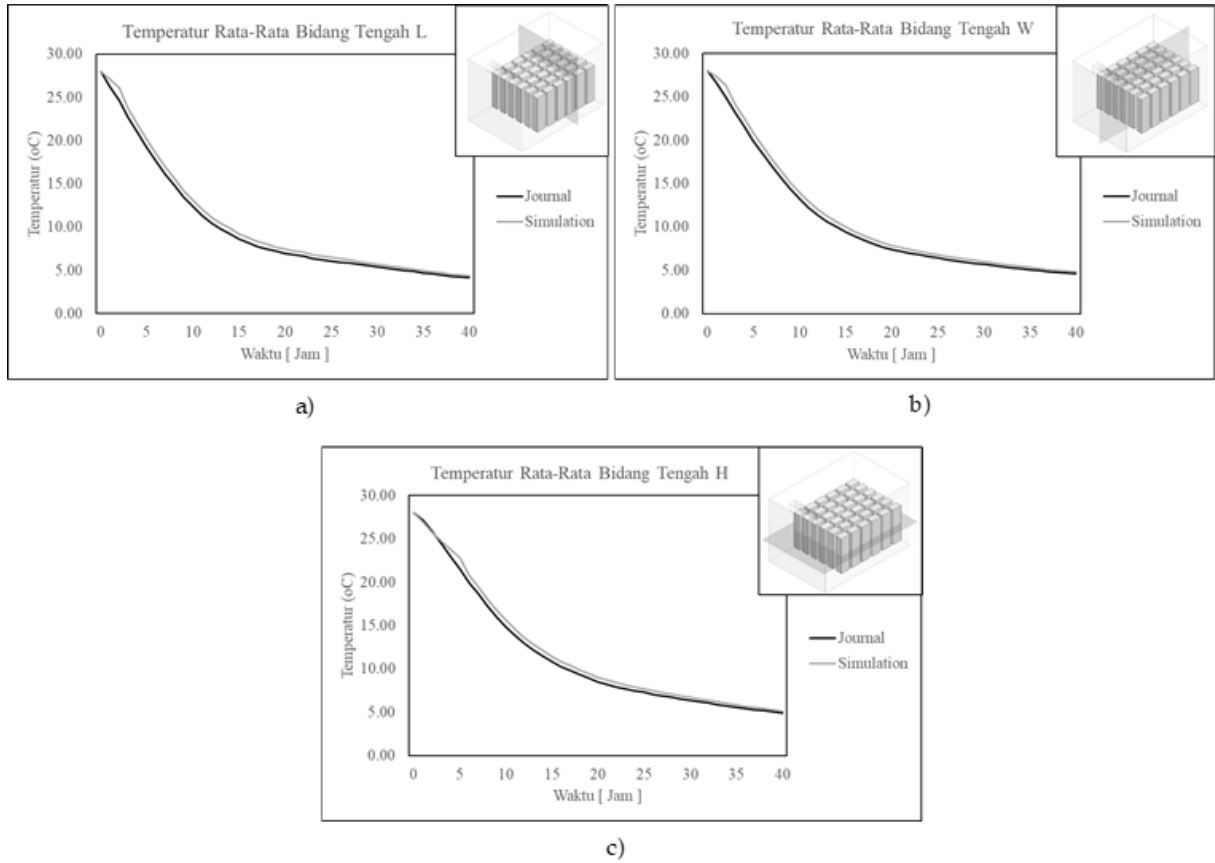 Temperatur Rata-Rata Bidang Tengah L
30.00
25.00
20.00
15.00
10.00
5.00
0.00
Temperatur (oC)
0 5 10 15 20 25 30 35 40
Waktu [ Jam ]
Journal
Simulation
a)
Temperatur Rata-Rata Bidang Tengah W
30.00
25.00
20.00
15.00
10.00
5.00
0.00
Temperatur (oC)
0 5 10 15 20 25 30 35 40
Waktu [ Jam ]
Journal
Simulation
b)
Temperatur Rata-Rata Bidang Tengah H
30.00
25.00
20.00
15.00
10.00
5.00
0.00
Temperatur (oC)
0 5 10 15 20 25 30 35 40
Waktu [ Jam ]
Journal
Simulation
c)